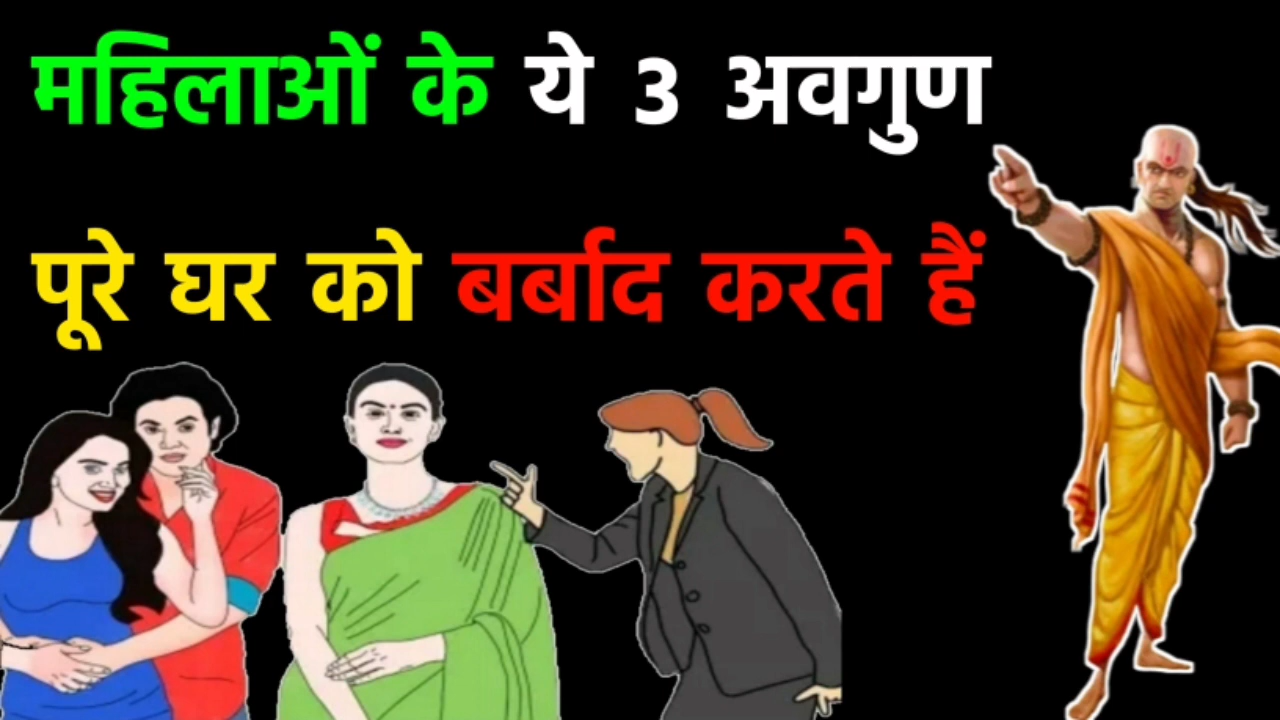 महिलाओं के ये 3 अवगुण
पूरे घर को बर्बाद करते हैं